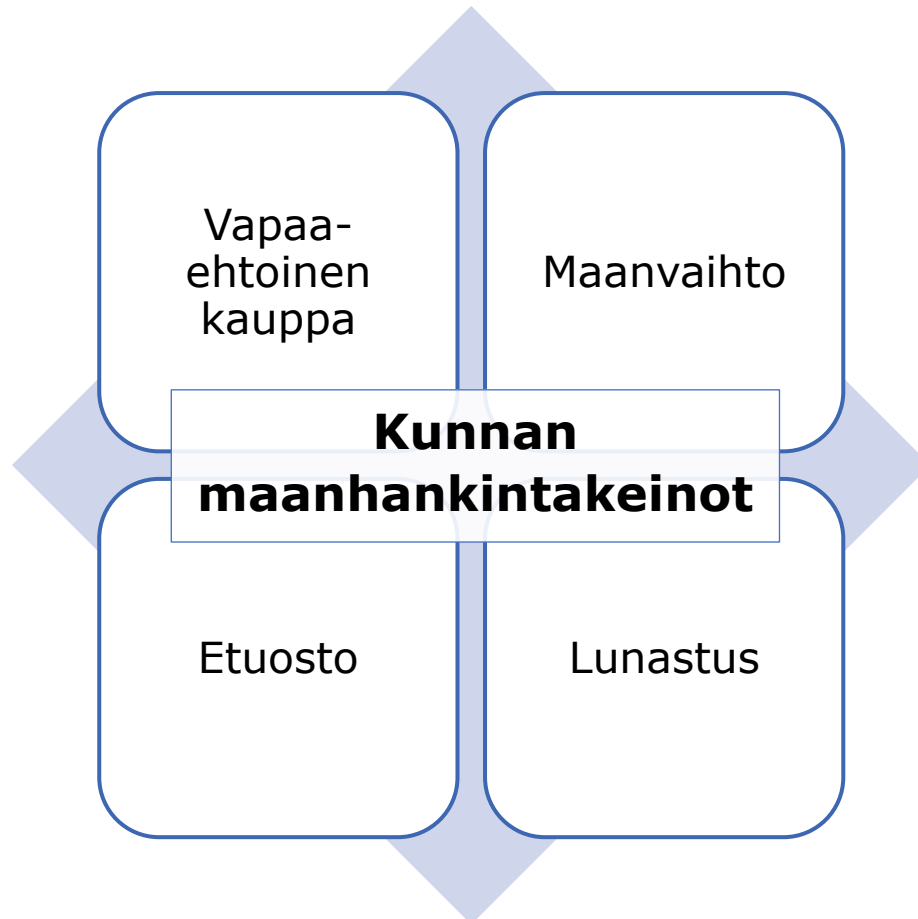 Vapaa-
ehtoinen
kauppa
Maanvaihto
Kunnan
maanhankintakeinot
Etuosto
Lunastus